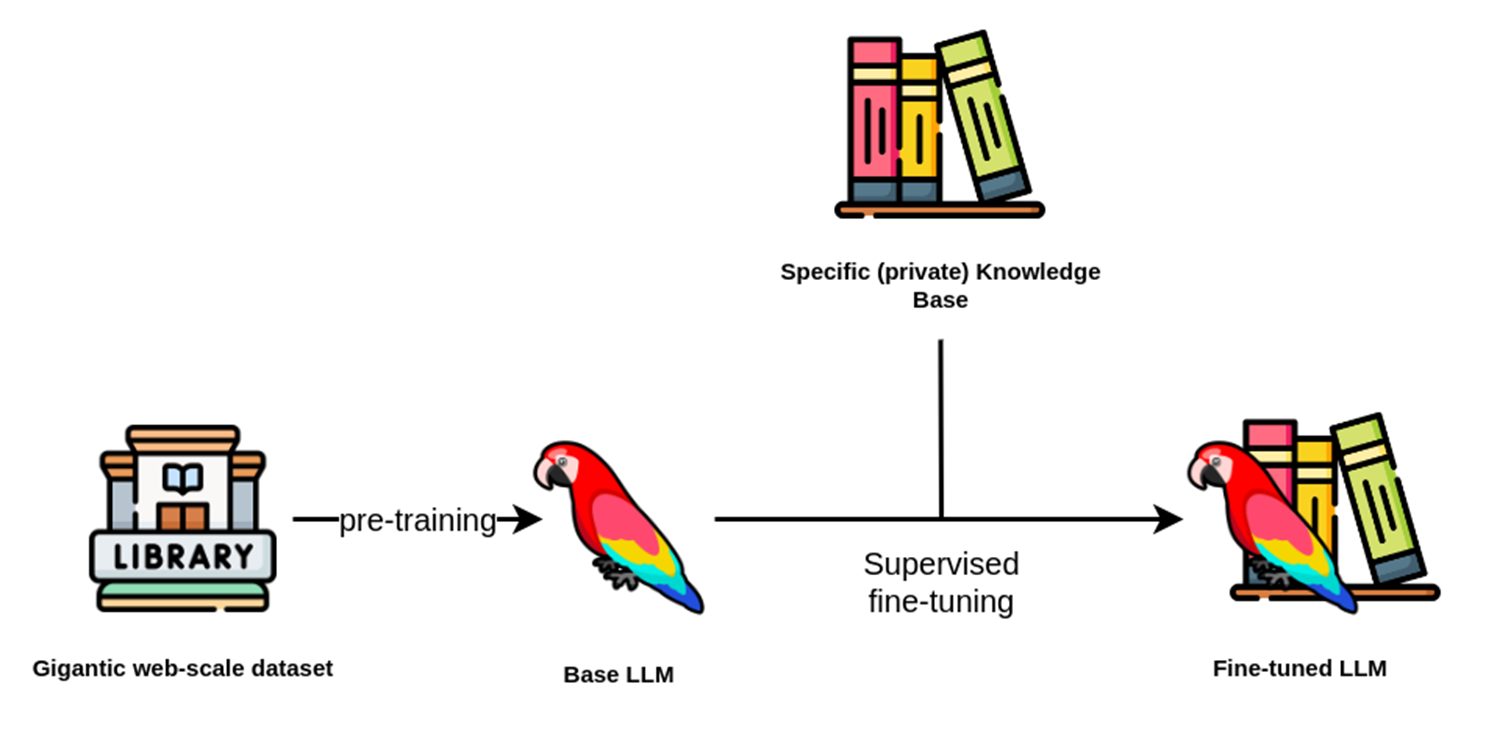 Specific (private) Knowledge
Base
LIBRARY
pre-training
Supervised
fine-tuning
Gigantic web-scale dataset
Base LLM
Fine-tuned LLM